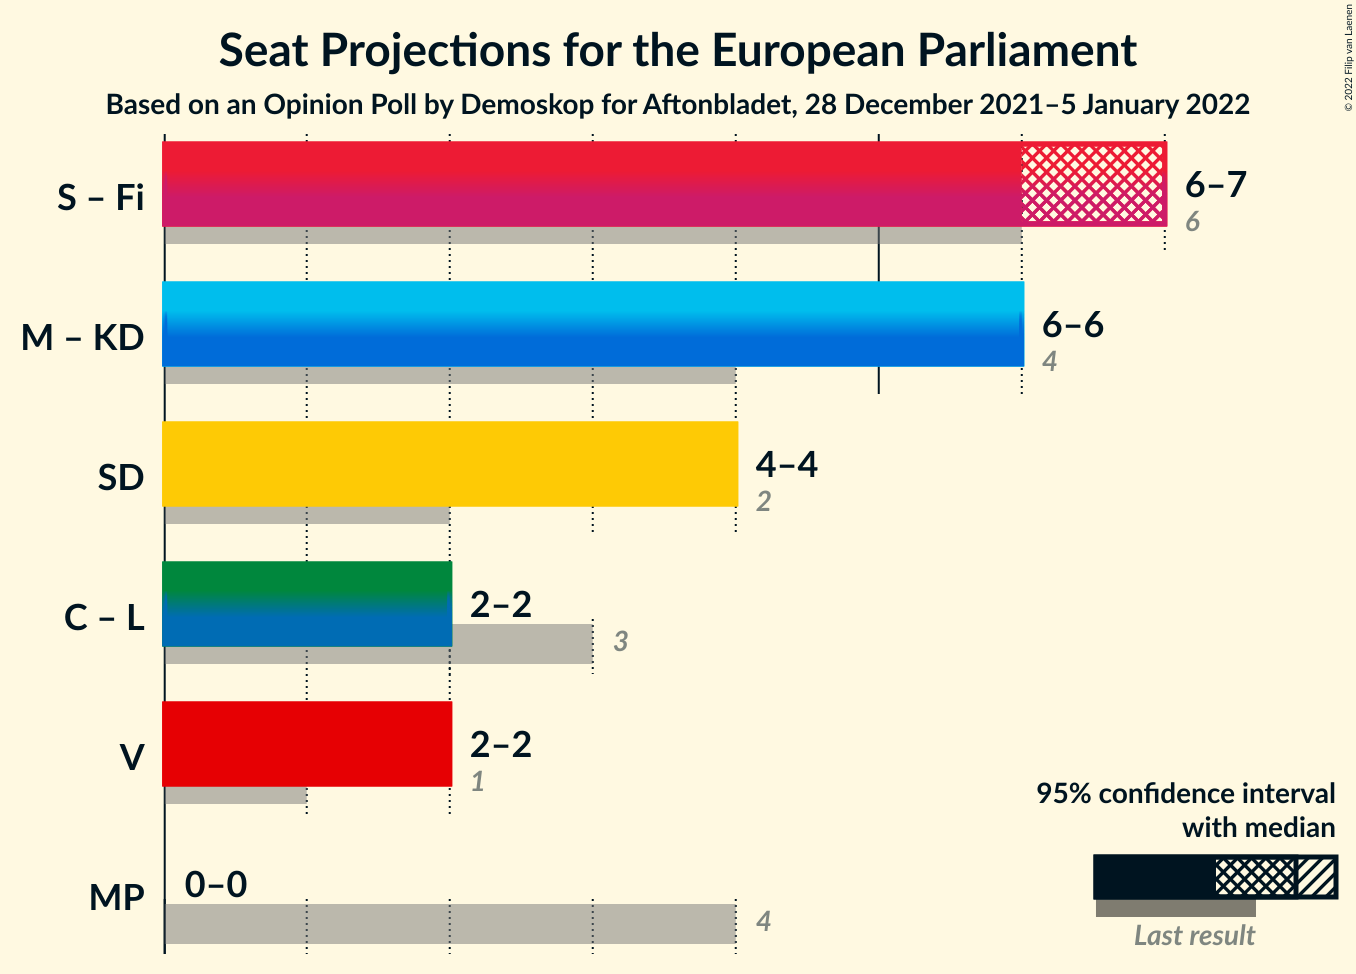 Seat Projections for the European Parliament
Based on an Opinion Poll by Demoskop for Aftonbladet, 28 December 2021–5 January 2022
© 2022 Filip van Laenen
S – Fi
6–7
6
M – KD
6–6
4
SD
4–4
2
C – L
2–2
3
V
2–2
1
MP
0–0
4
95% confidence interval
with median
Last result